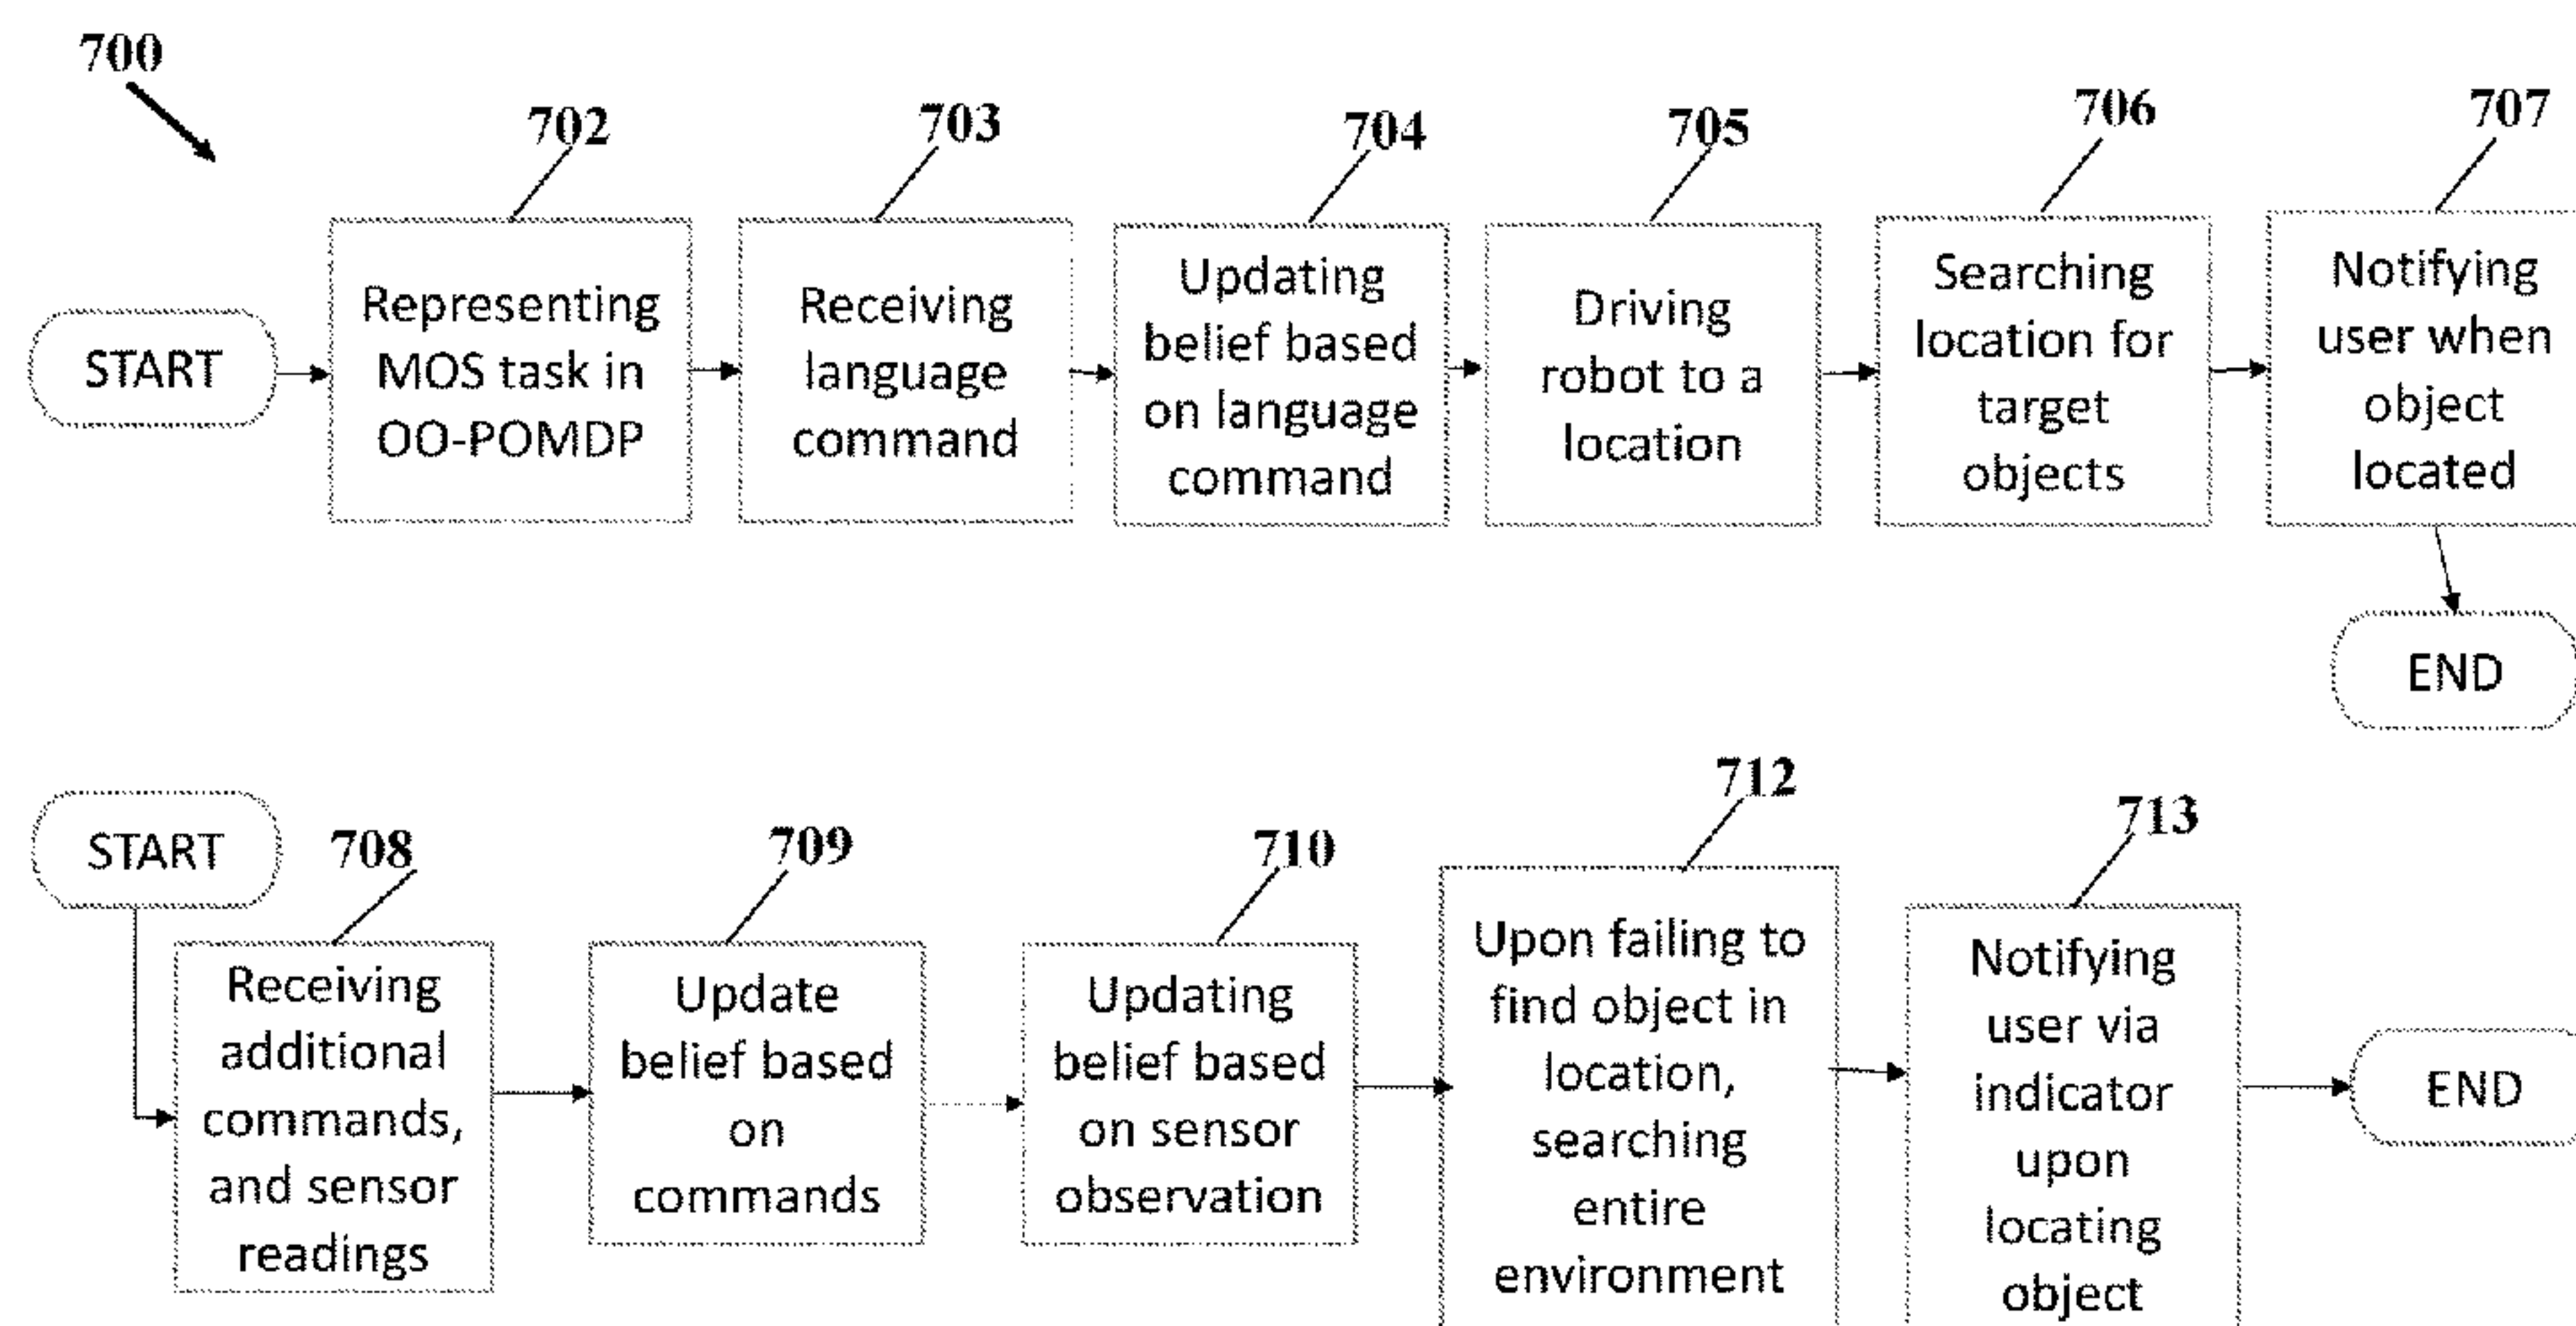 700
702
703
704
705
706
707
START
Representing
MOS task in
OO-POMDP
Receiving
language
command
Updating
belief based
on language
command
Driving
robot to a
location
Searching
location for
target
objects
Notifying
user when
object
located
END
START
708
709
710
712
713
Receiving
additional
commands,
and sensor
readings
Update
belief based
on
commands
Updating
belief based
on sensor
observation
Upon failing to
find object in
location,
searching
entire
environment
Notifying
user via
indicator
upon
locating
object
END